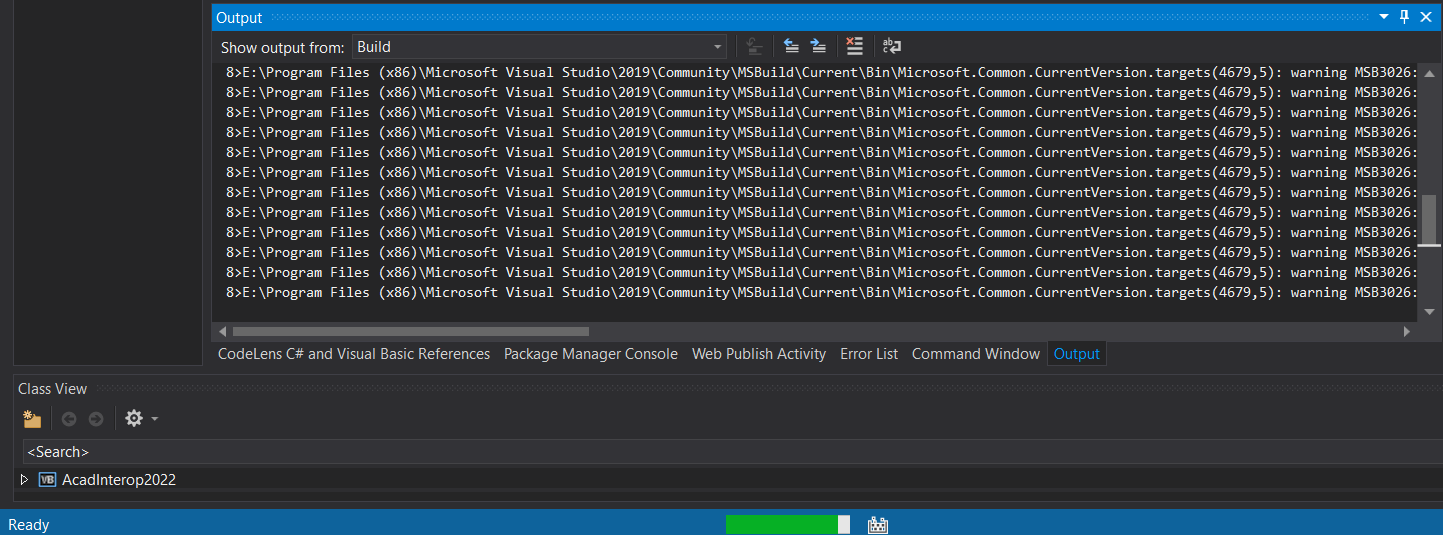 Output
Show output from: Build
8>E:\Program Files (x86)\Microsoft Visual Studio\2019\Community\MSBuild\Current\Bin\Microsoft.Common.CurrentVersion.targets(4679,5): warning MSB3026:
8>E:\Program Files (x86)\Microsoft Visual Studio\2019\Community\MSBuild\Current\Bin\Microsoft.Common.CurrentVersion.targets(4679,5): warning MSB3026:
8>E:\Program Files (x86)\Microsoft Visual Studio\2019\Community\MSBuild\Current\Bin\Microsoft.Common.CurrentVersion.targets(4679,5): warning MSB3026:
8>E:\Program Files (x86)\Microsoft Visual Studio\2019\Community\MSBuild\Current\Bin\Microsoft.Common.CurrentVersion.targets(4679,5): warning MSB3026:
8>E:\Program Files (x86)\Microsoft Visual Studio\2019\Community\MSBuild\Current\Bin\Microsoft.Common.CurrentVersion.targets(4679,5): warning MSB3026:
8>E:\Program Files (x86)\Microsoft Visual Studio\2019\Community\MSBuild\Current\Bin\Microsoft.Common.CurrentVersion.targets(4679,5): warning MSB3026:
8>E:\Program Files (x86)\Microsoft Visual Studio\2019\Community\MSBuild\Current\Bin\Microsoft.Common.CurrentVersion.targets(4679,5): warning MSB3026:
8>E:\Program Files (x86)\Microsoft Visual Studio\2019\Community\MSBuild\Current\Bin\Microsoft.Common.CurrentVersion.targets(4679,5): warning MSB3026:
8>E:\Program Files (x86)\Microsoft Visual Studio\2019\Community\MSBuild\Current\Bin\Microsoft.Common.CurrentVersion.targets(4679,5): warning MSB3026:
8>E:\Program Files (x86)\Microsoft Visual Studio\2019\Community\MSBuild\Current\Bin\Microsoft.Common.CurrentVersion.targets(4679,5): warning MSB3026:
8>E:\Program Files (x86)\Microsoft Visual Studio\2019\Community\MSBuild\Current\Bin\Microsoft.Common.CurrentVersion.targets(4679,5): warning MSB3026:
8>E:\Program Files (x86)\Microsoft Visual Studio\2019\Community\MSBuild\Current\Bin\Microsoft.Common.CurrentVersion.targets(4679,5): warning MSB3026:
CodeLens C# and Visual Basic References Package Manager Console Web Publish Activity Error List Command Window Output
Class View
<Search>
VB AcadInterop2022
Ready